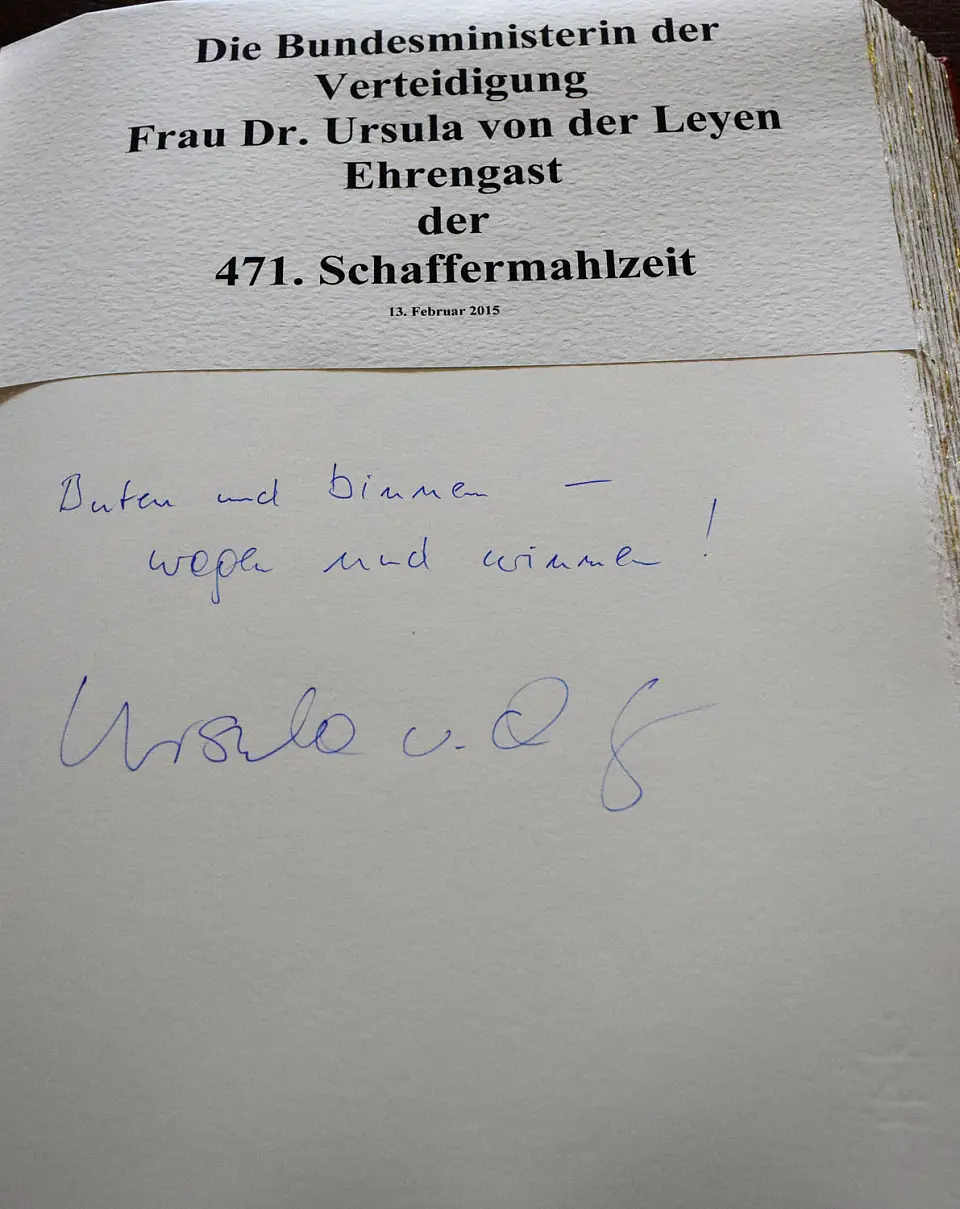 Die Bundesministerin der
Verteidigung
Frau Dr. Ursula von der Leyen
Ehrengast
der
471. Schaffermahlzeit
13. Februar 2015
Buten und binnen —
wagen und winnen!
Ursula v. d. L